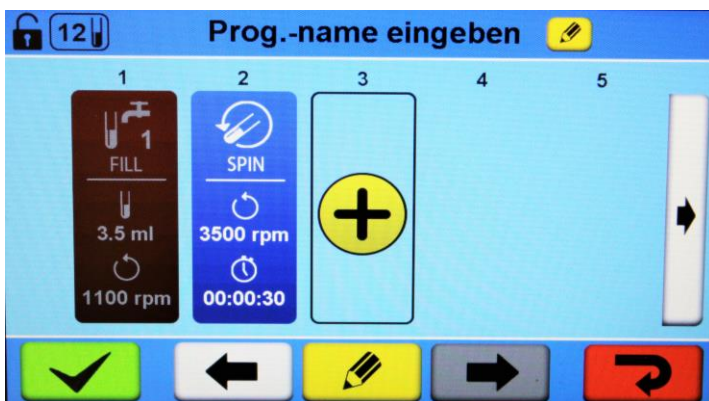 12
Prog.-name eingeben
1 2 3 4 5
1
FILL
3.5 ml
1100 rpm
SPIN
3500 rpm
00:00:30